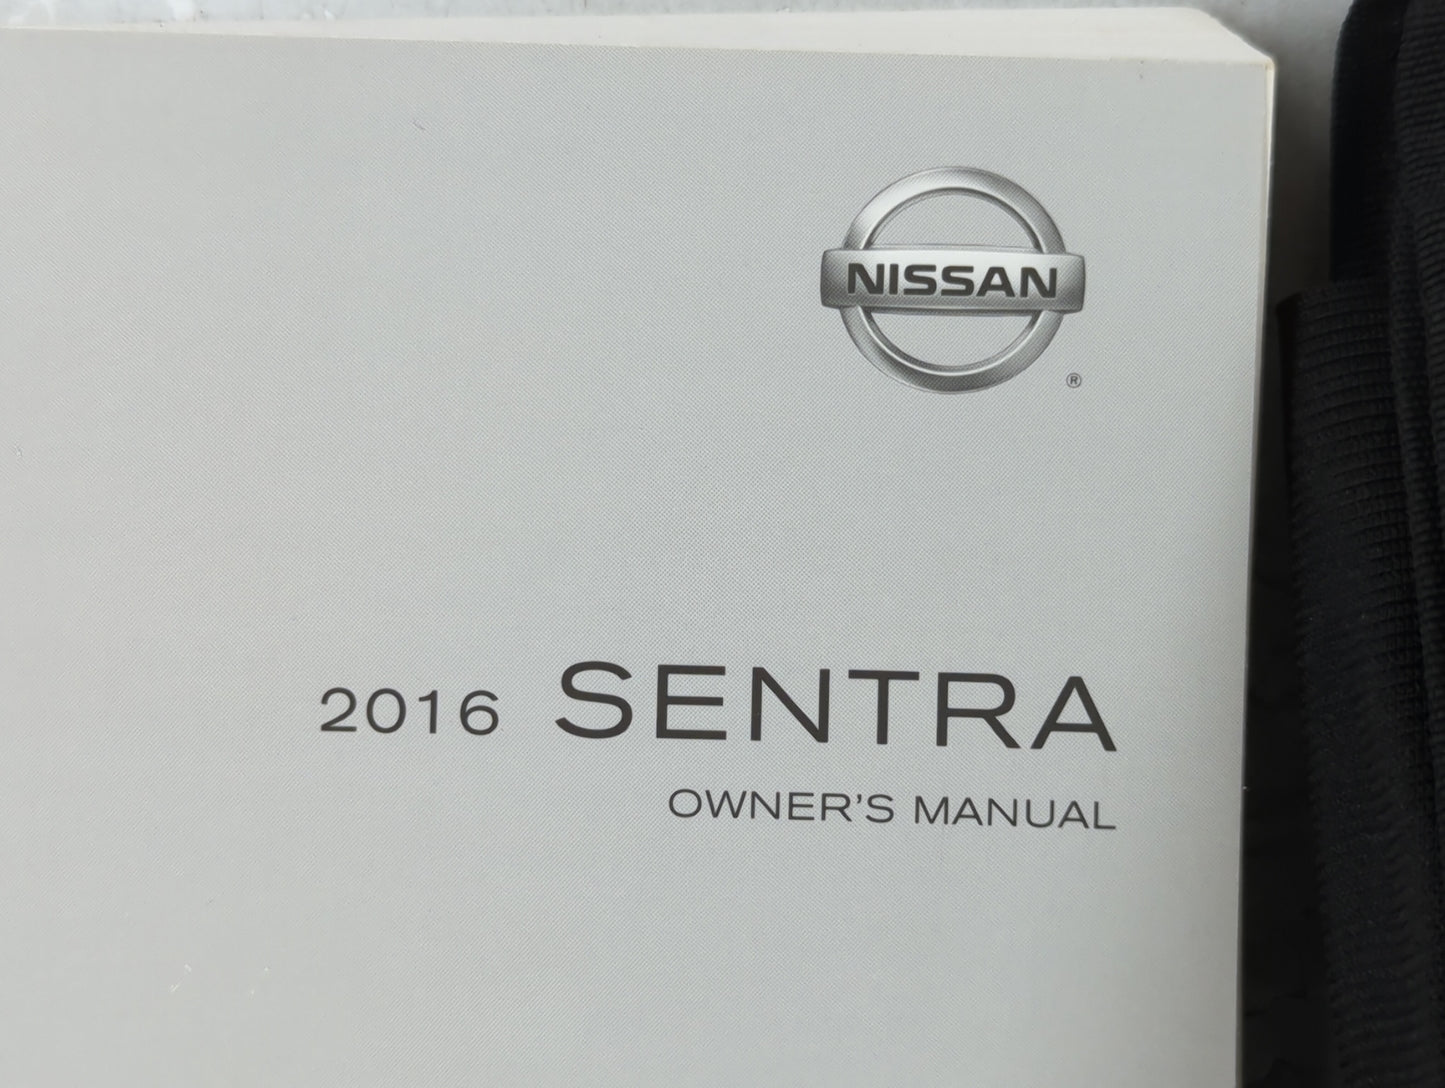 NISSAN
®
2016 SENTRA
OWNER'S MANUAL